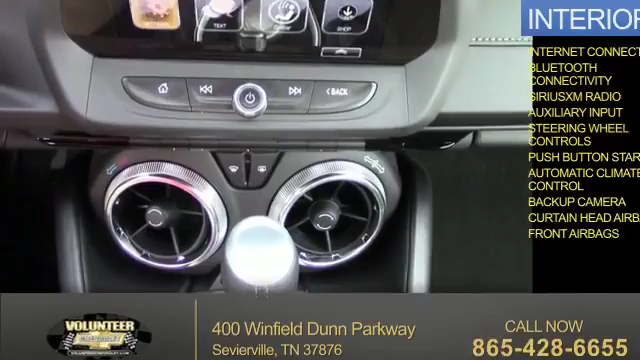 TEXT
SHOP
BACK
INTERIOR
INTERNET CONNECT
BLUETOOTH
CONNECTIVITY
SIRIUSXM RADIO
AUXILIARY INPUT
STEERING WHEEL
CONTROLS
PUSH BUTTON STAR
AUTOMATIC CLIMATE
CONTROL
BACKUP CAMERA
CURTAIN HEAD AIRBA
FRONT AIRBAGS
VOLUNTEER
CHEVROLET
400 Winfield Dunn Parkway
Sevierville, TN 37876
CALL NOW
865-428-6655